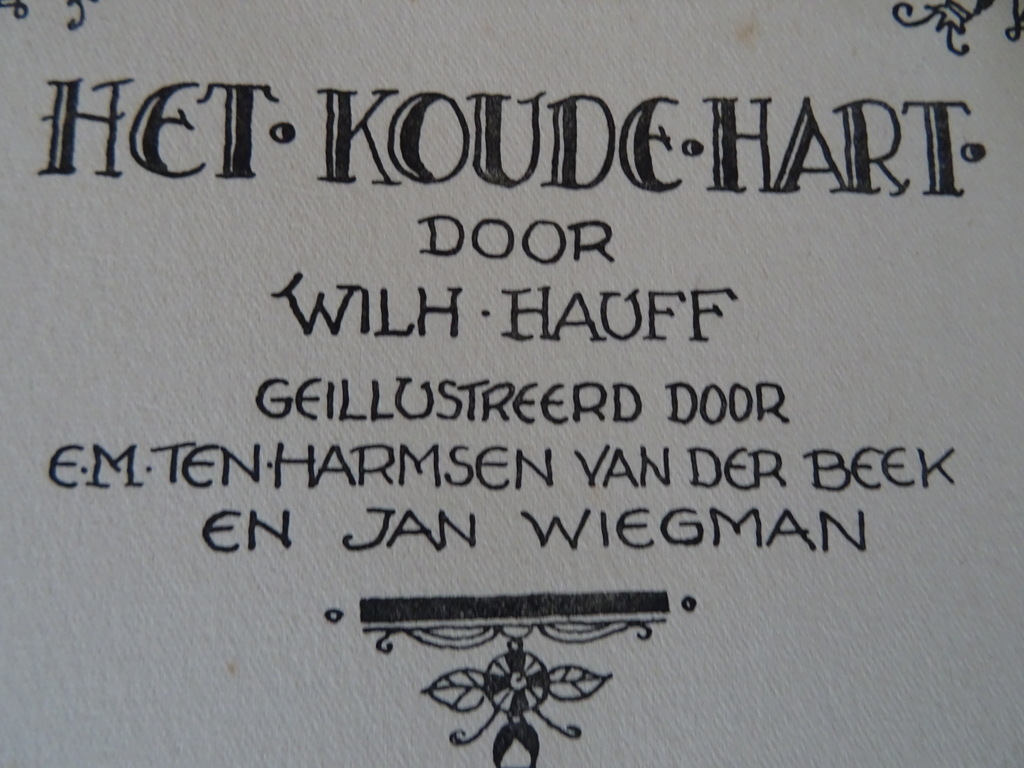 HET · KOUDE · HART ·
DOOR
WILH · HAUFF
GEILLUSTREERD DOOR
E.M. TEN·HARMSEN VAN DER BEEK
EN JAN WIEGMAN